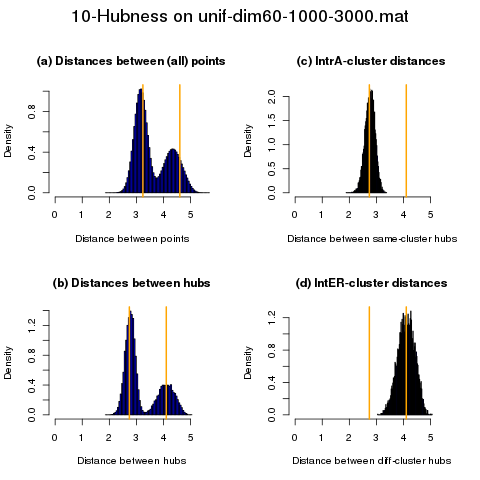 10-Hubness on unif-dim60-1000-3000.mat
(a) Distances between (all) points
Density
0.0 0.4 0.8
0 1 2 3 4 5
Distance between points
(c) IntrA-cluster distances
Density
0.0 0.5 1.0 1.5 2.0
0 1 2 3 4 5
Distance between same-cluster hubs
(b) Distances between hubs
Density
0.0 0.4 0.8 1.2
0 1 2 3 4 5
Distance between hubs
(d) IntER-cluster distances
Density
0.0 0.4 0.8 1.2
0 1 2 3 4 5
Distance between diff-cluster hubs